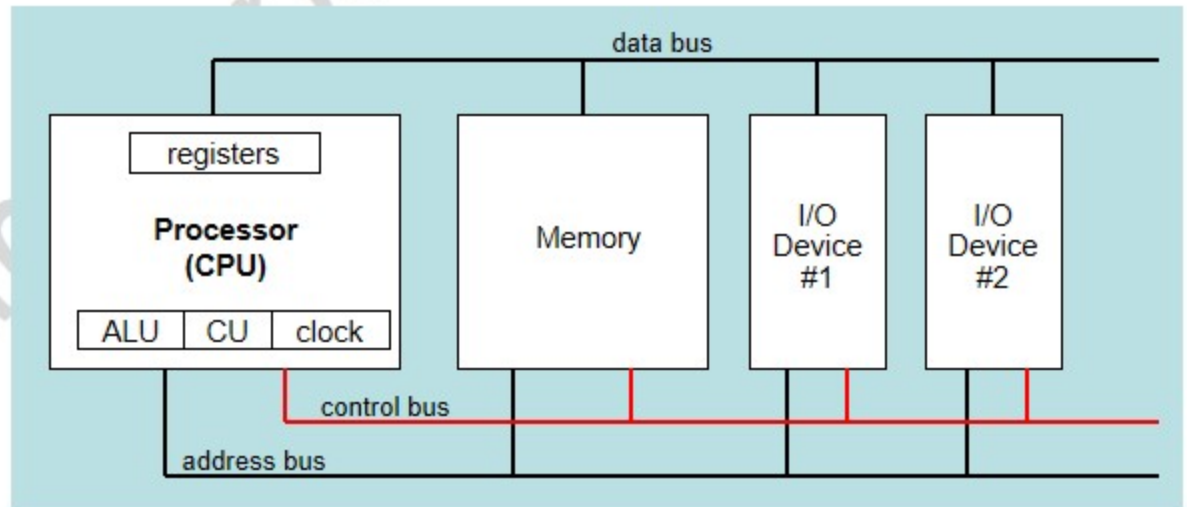 data bus
registers
Processor
(CPU)
ALU CU clock
Memory
I/O
Device
#1
I/O
Device
#2
control bus
address bus